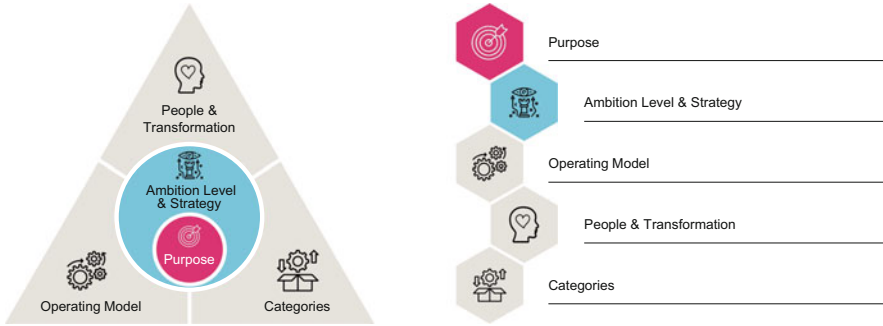 People &
Transformation
Ambition Level
& Strategy
Purpose
Operating Model
Categories
Purpose
Ambition Level & Strategy
Operating Model
People & Transformation
Categories